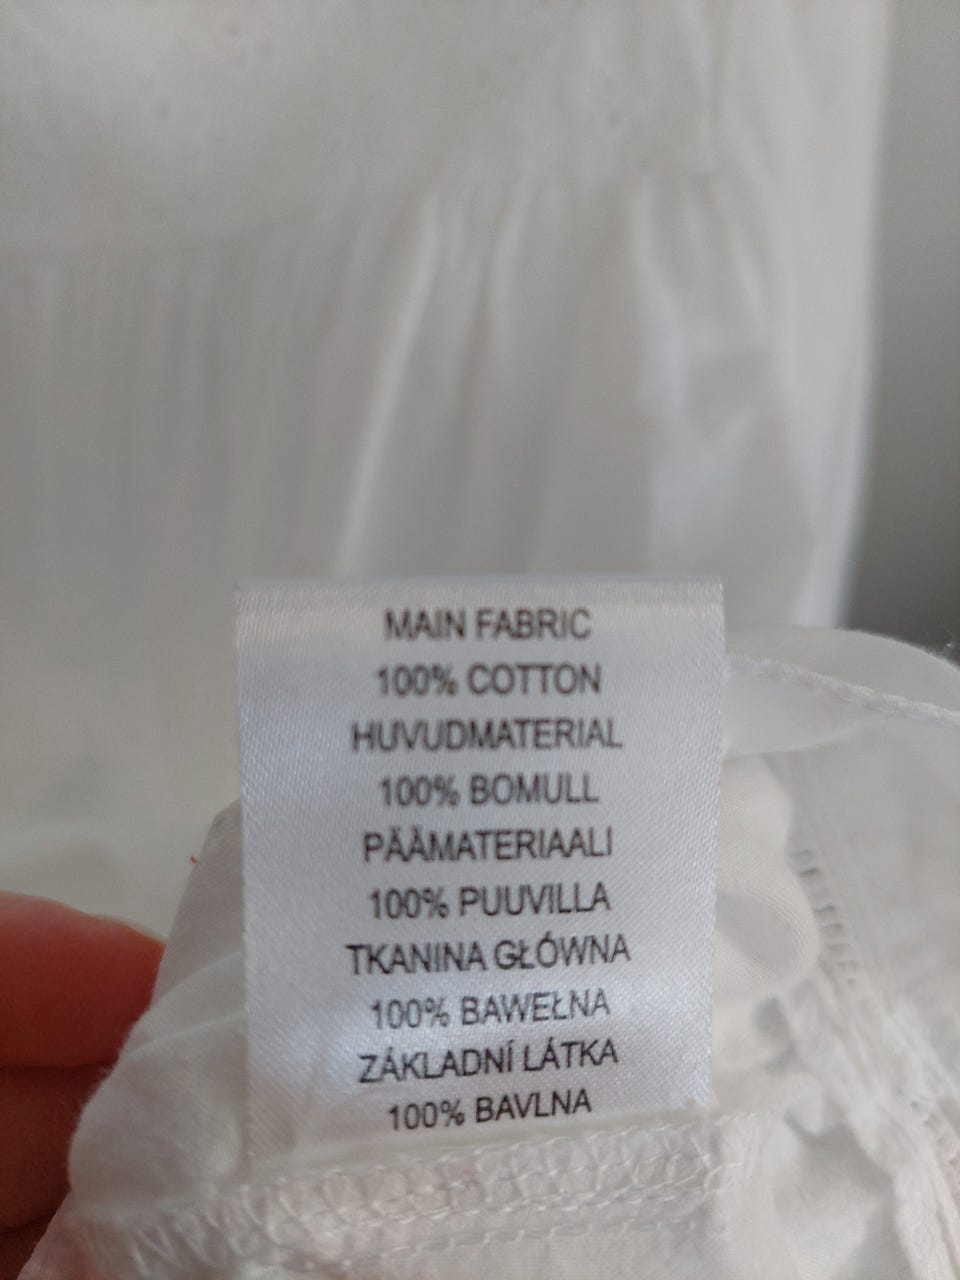 MAIN FABRIC
100% COTTON
HUVUDMATERIAL
100% BOMULL
PÄÄMATERIAALI
100% PUUVILLA
TKANINA GŁÓWNA
100% BAWEŁNA
ZÁKLADNÍ LÁTKA
100% BAVLNA